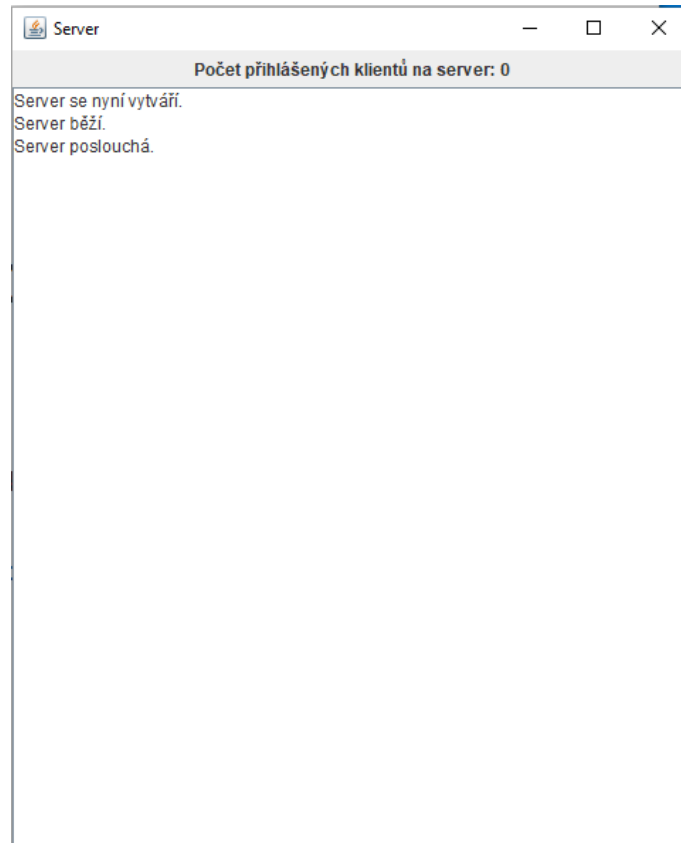 Server
Počet přihlášených klientů na server: 0
Server se nyní vytváří.
Server běží.
Server poslouchá.